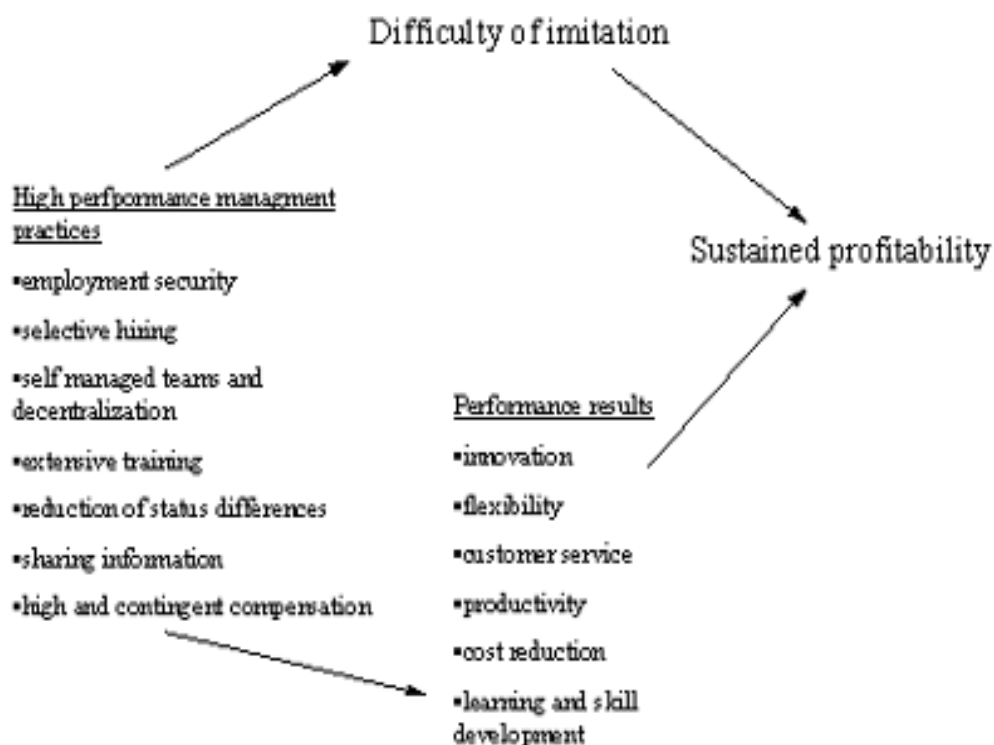 Difficulty of imitation
High perfpormance managment
practices
▪employment security
▪selective hiring
▪self managed teams and
decentralization
▪extensive training
▪reduction of status differences
▪sharing information
▪high and contingent compensation
Performance results
▪innovation
▪flexibility
▪customer service
▪productivity
▪cost reduction
▪learning and skill
development
Sustained profitability